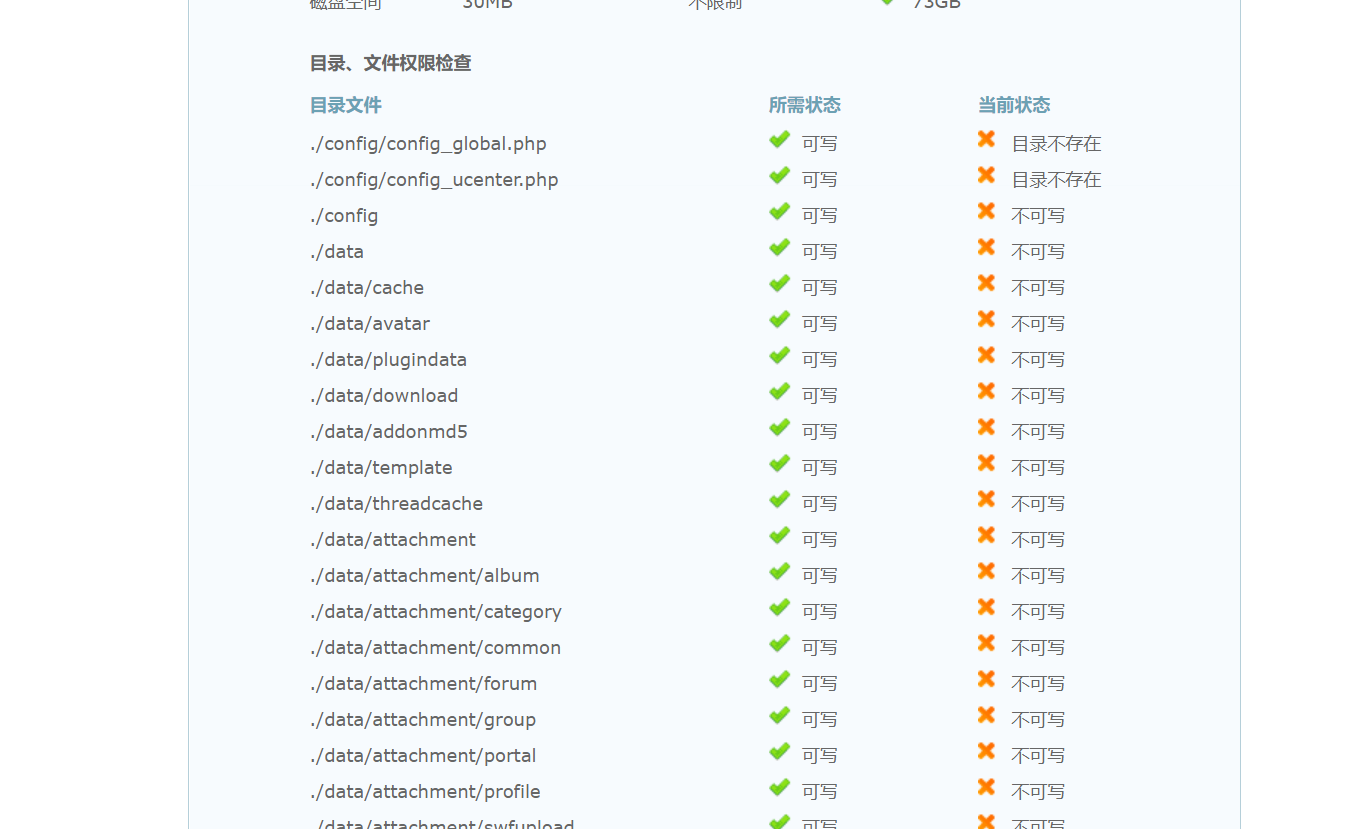 磁盘空间 30MB 不限制 73GB
目录、文件权限检查
目录文件 所需状态 当前状态
./config/config_global.php 可写 目录不存在
./config/config_ucenter.php 可写 目录不存在
./config 可写 不可写
./data 可写 不可写
./data/cache 可写 不可写
./data/avatar 可写 不可写
./data/plugindata 可写 不可写
./data/download 可写 不可写
./data/addonmd5 可写 不可写
./data/template 可写 不可写
./data/threadcache 可写 不可写
./data/attachment 可写 不可写
./data/attachment/album 可写 不可写
./data/attachment/category 可写 不可写
./data/attachment/common 可写 不可写
./data/attachment/forum 可写 不可写
./data/attachment/group 可写 不可写
./data/attachment/portal 可写 不可写
./data/attachment/profile 可写 不可写
./data/attachment/swfupload 可写 不可写